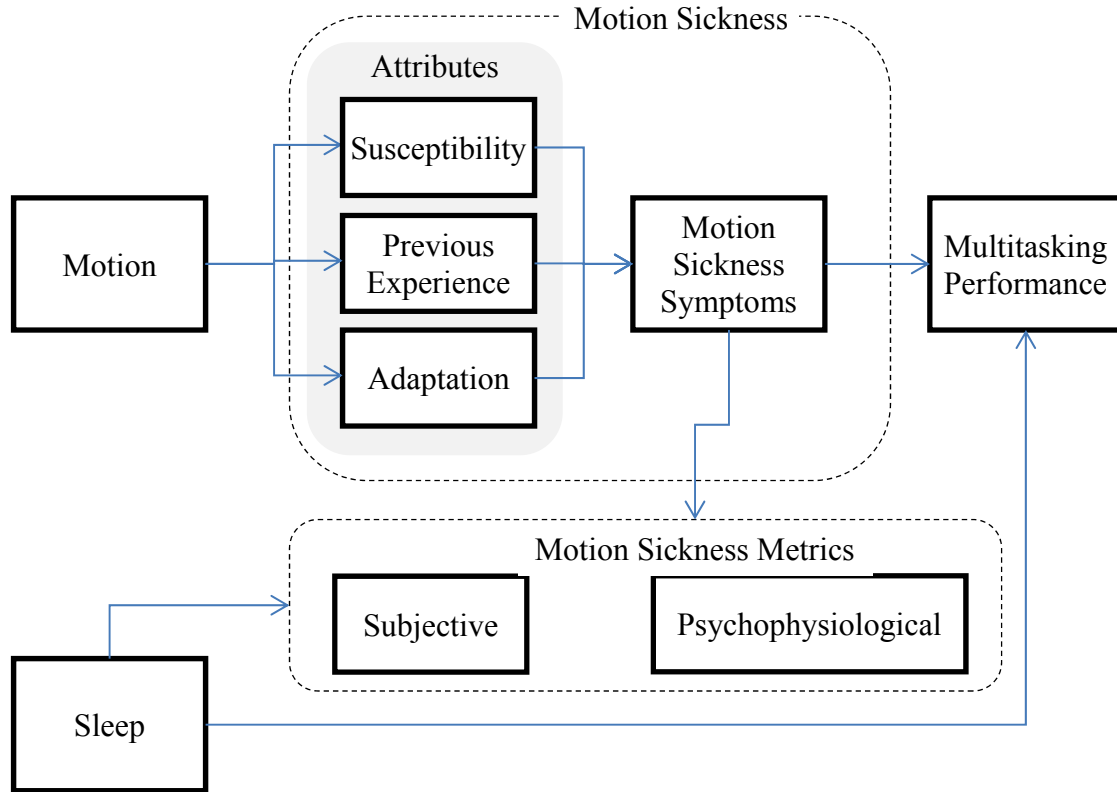 Motion Sickness
Attributes
Susceptibility
Motion
Previous
Experience
Adaptation
Motion
Sickness
Symptoms
Multitasking
Performance
Motion Sickness Metrics
Subjective
Psychophysiological
Sleep